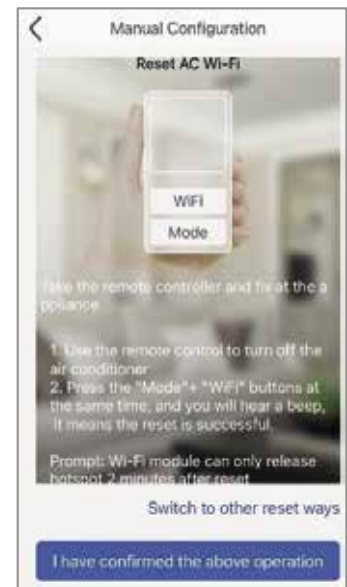 Manual Configuration
Reset AC Wi-Fi
WiFi
Mode
Take the remote controller and fix at the a
ppliance
1. Use the remote control to turn off the
air conditioner
2. Press the "Mode"+ "WiFi" buttons at
the same time, and you will hear a beep,
It means the reset is successful.
Prompt: Wi-Fi module can only release
hotspot 2 minutes after reset
Switch to other reset ways
I have confirmed the above operation